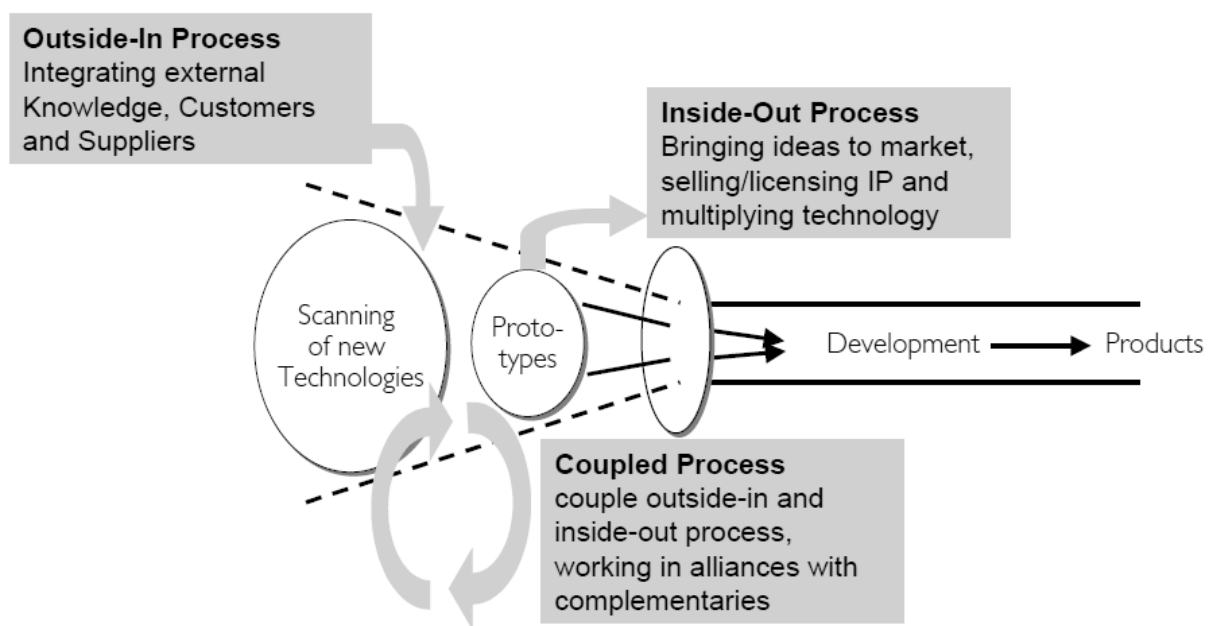 Outside-In Process
Integrating external
Knowledge, Customers
and Suppliers
Inside-Out Process
Bringing ideas to market,
selling/licensing IP and
multiplying technology
Scanning
of new
Technologies
Proto-
types
Development
Products
Coupled Process
couple outside-in and
inside-out process,
working in alliances with
complementaries